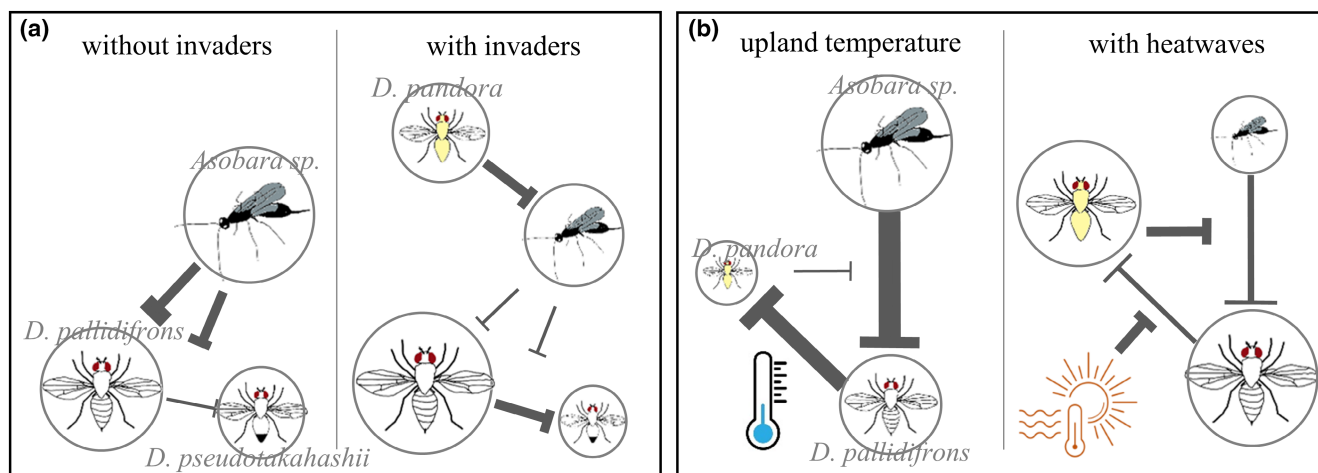 (a)
without invaders
with invaders
D. pandora
Asobara sp.
D. pallidifrons
D. pseudotakahashii
(b)
upland temperature
with heatwaves
Asobara sp.
D. pandora
D. pallidifrons